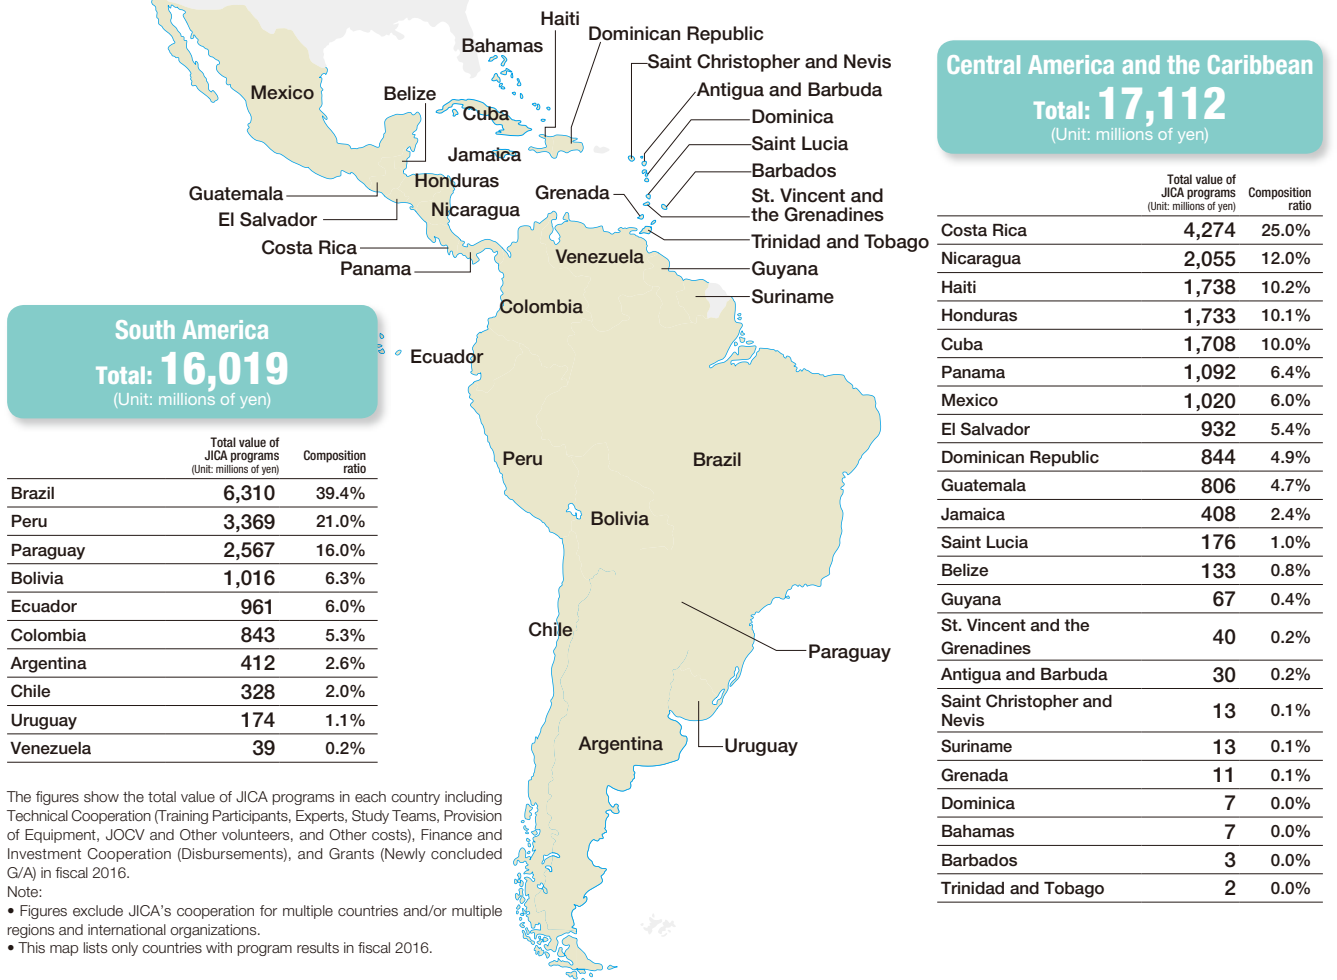 Haiti
Dominican Republic
Bahamas
Saint Christopher and Nevis
Mexico
Belize
Antigua and Barbuda
Cuba
Dominica
Saint Lucia
Jamaica
Barbados
Honduras
Guatemala
Grenada
St. Vincent and
the Grenadines
Nicaragua
El Salvador
Trinidad and Tobago
Costa Rica
Venezuela
Panama
Guyana
Suriname
Colombia
Ecuador
Peru
Brazil
Bolivia
Chile
Paraguay
Argentina
Uruguay
Central America and the Caribbean
Total: 17,112
(Unit: millions of yen)
Total value of
JICA programs
(Unit: millions of yen)
Composition
ratio
Costa Rica 4,274 25.0%
Nicaragua 2,055 12.0%
Haiti 1,738 10.2%
Honduras 1,733 10.1%
Cuba 1,708 10.0%
Panama 1,092 6.4%
Mexico 1,020 6.0%
El Salvador 932 5.4%
Dominican Republic 844 4.9%
Guatemala 806 4.7%
Jamaica 408 2.4%
Saint Lucia 176 1.0%
Belize 133 0.8%
Guyana 67 0.4%
St. Vincent and the
Grenadines 40 0.2%
Antigua and Barbuda 30 0.2%
Saint Christopher and
Nevis 13 0.1%
Suriname 13 0.1%
Grenada 11 0.1%
Dominica 7 0.0%
Bahamas 7 0.0%
Barbados 3 0.0%
Trinidad and Tobago 2 0.0%
South America
Total: 16,019
(Unit: millions of yen)
Total value of
JICA programs
(Unit: millions of yen)
Composition
ratio
Brazil 6,310 39.4%
Peru 3,369 21.0%
Paraguay 2,567 16.0%
Bolivia 1,016 6.3%
Ecuador 961 6.0%
Colombia 843 5.3%
Argentina 412 2.6%
Chile 328 2.0%
Uruguay 174 1.1%
Venezuela 39 0.2%
The figures show the total value of JICA programs in each country including
Technical Cooperation (Training Participants, Experts, Study Teams, Provision
of Equipment, JOCV and Other volunteers, and Other costs), Finance and
Investment Cooperation (Disbursements), and Grants (Newly concluded
G/A) in fiscal 2016.
Note:
• Figures exclude JICA's cooperation for multiple countries and/or multiple
regions and international organizations.
• This map lists only countries with program results in fiscal 2016.